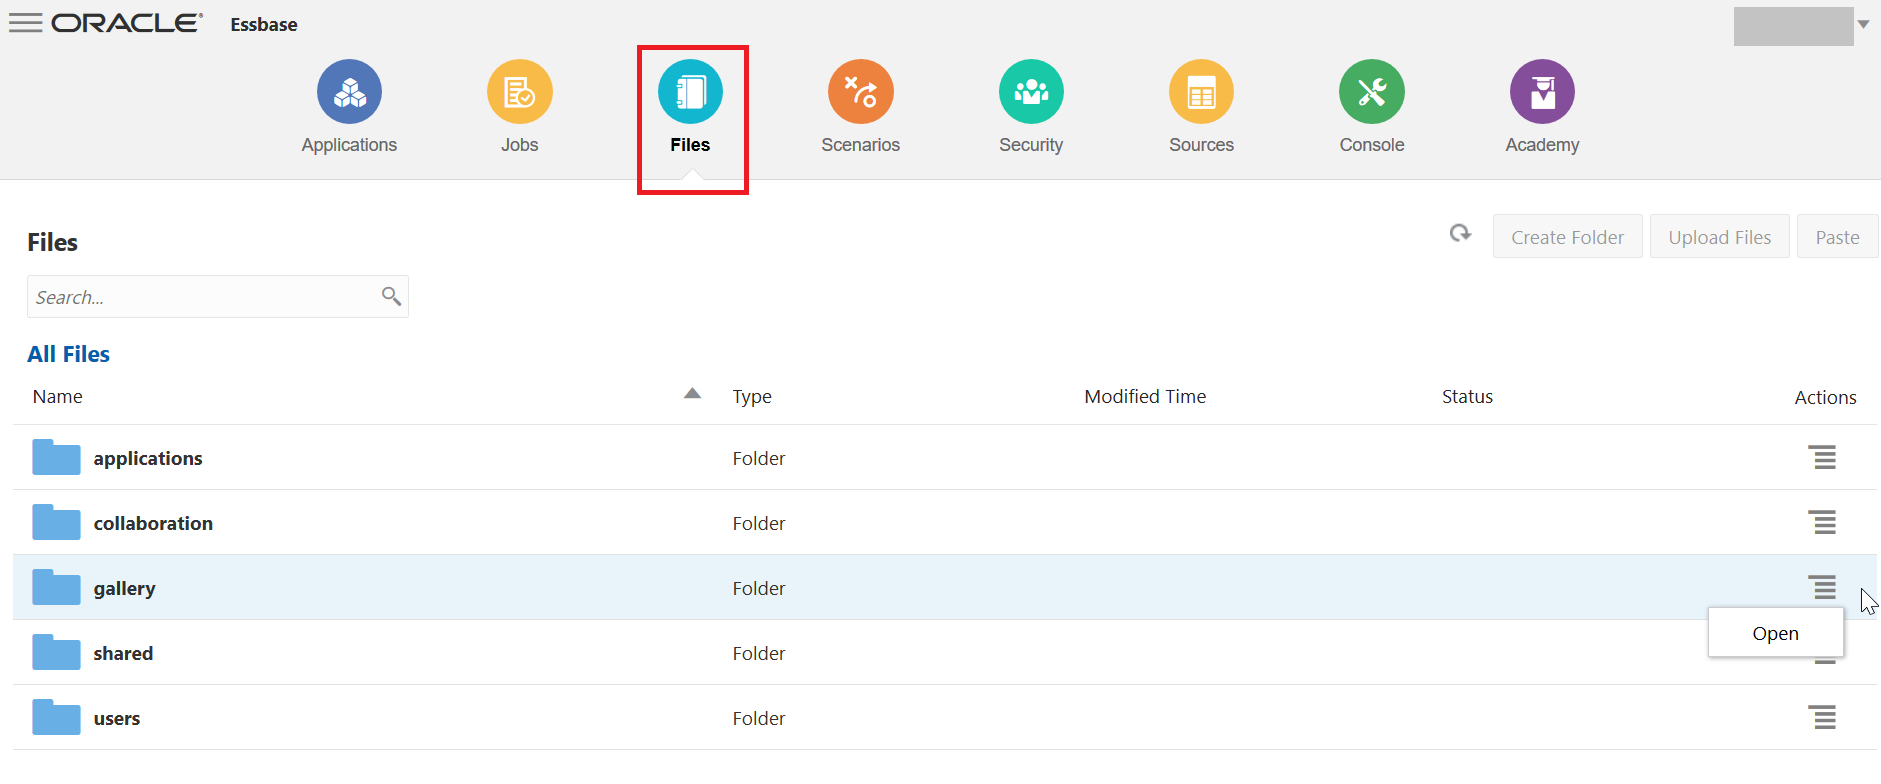 ORACLE® Essbase
Applications Jobs Files Scenarios Security Sources Console Academy
Files
Create Folder Upload Files Paste
Search...
All Files
Name Type Modified Time Status Actions
applications Folder
collaboration Folder
gallery Folder
Open
shared Folder
users Folder